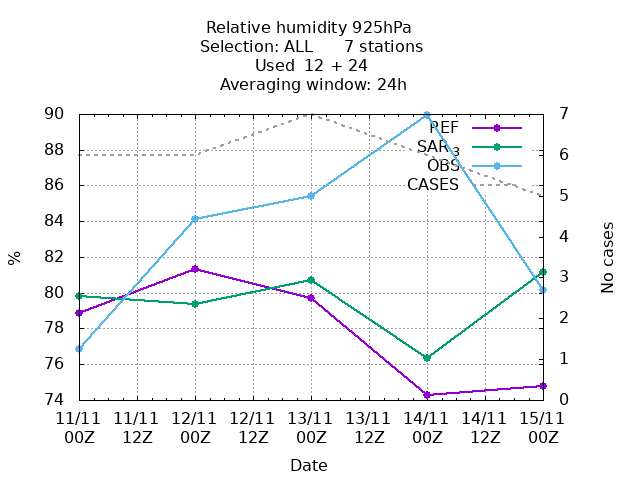 Relative humidity 925hPa
Selection: ALL 7 stations
Used 12 + 24
Averaging window: 24h
90
88
86
84
82
80
78
76
74
%
7
6
5
4
3
2
1
0
No cases
REF
SAR 3
OBS
CASES
11/11 11/11 12/11 12/11 13/11 13/11 14/11 14/11 15/11
00Z 12Z 00Z 12Z 00Z 12Z 00Z 12Z 00Z
Date